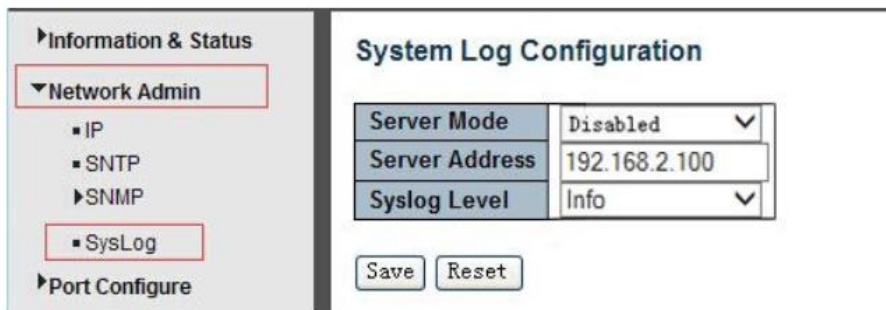 Information & Status
Network Admin
IP
SNTP
SNMP
SysLog
Port Configure
System Log Configuration
Server Mode Disabled
Server Address 192.168.2.100
Syslog Level Info
Save Reset